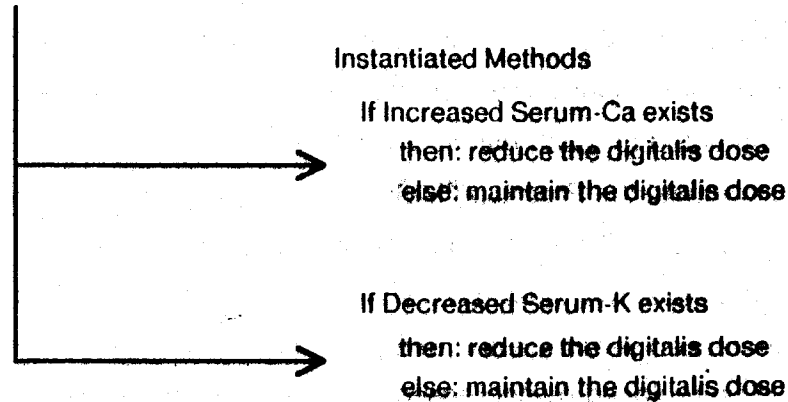 Instantiated Methods
If Increased Serum-Ca exists
then: reduce the digitalis dose
else: maintain the digitalis dose
If Decreased Serum-K exists
then: reduce the digitalis dose
else: maintain the digitalis dose